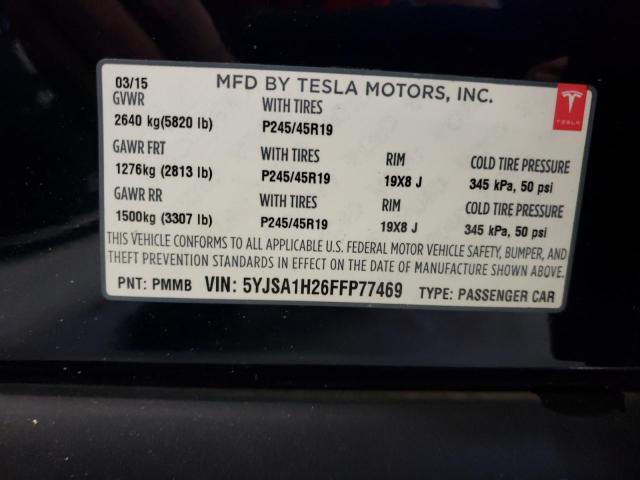 03/15 MFD BY TESLA MOTORS, INC.
TESLA
GVWR WITH TIRES
2640 kg(5820 lb) P245/45R19
GAWR FRT WITH TIRES RIM COLD TIRE PRESSURE
1276kg (2813 lb) P245/45R19 19X8 J 345 kPa, 50 psi
GAWR RR WITH TIRES RIM COLD TIRE PRESSURE
1500kg (3307 lb) P245/45R19 19X8 J 345 kPa, 50 psi
THIS VEHICLE CONFORMS TO ALL APPLICABLE U.S. FEDERAL MOTOR VEHICLE SAFETY, BUMPER, AND
THEFT PREVENTION STANDARDS IN EFFECT ON THE DATE OF MANUFACTURE SHOWN ABOVE.
PNT: PMMB VIN: 5YJSA1H26FFP77469 TYPE: PASSENGER CAR